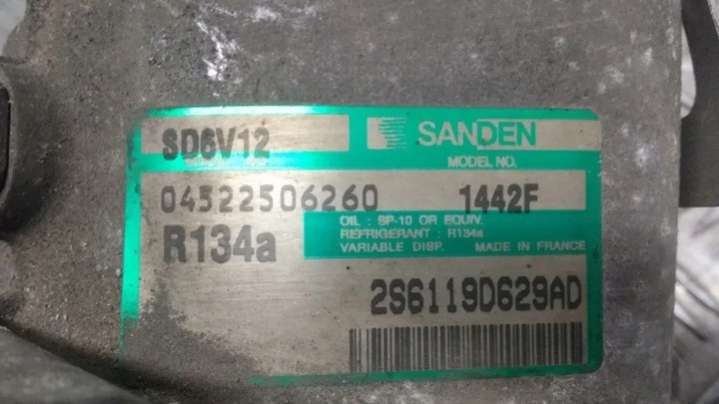 SD6V12
SANDEN
MODEL NO.
04322506260
1442F
OIL : SP-10 OR EQUIV.
REFRIGERANT : R134a
R134a
VARIABLE DISP. MADE IN FRANCE
2S6119D629AD